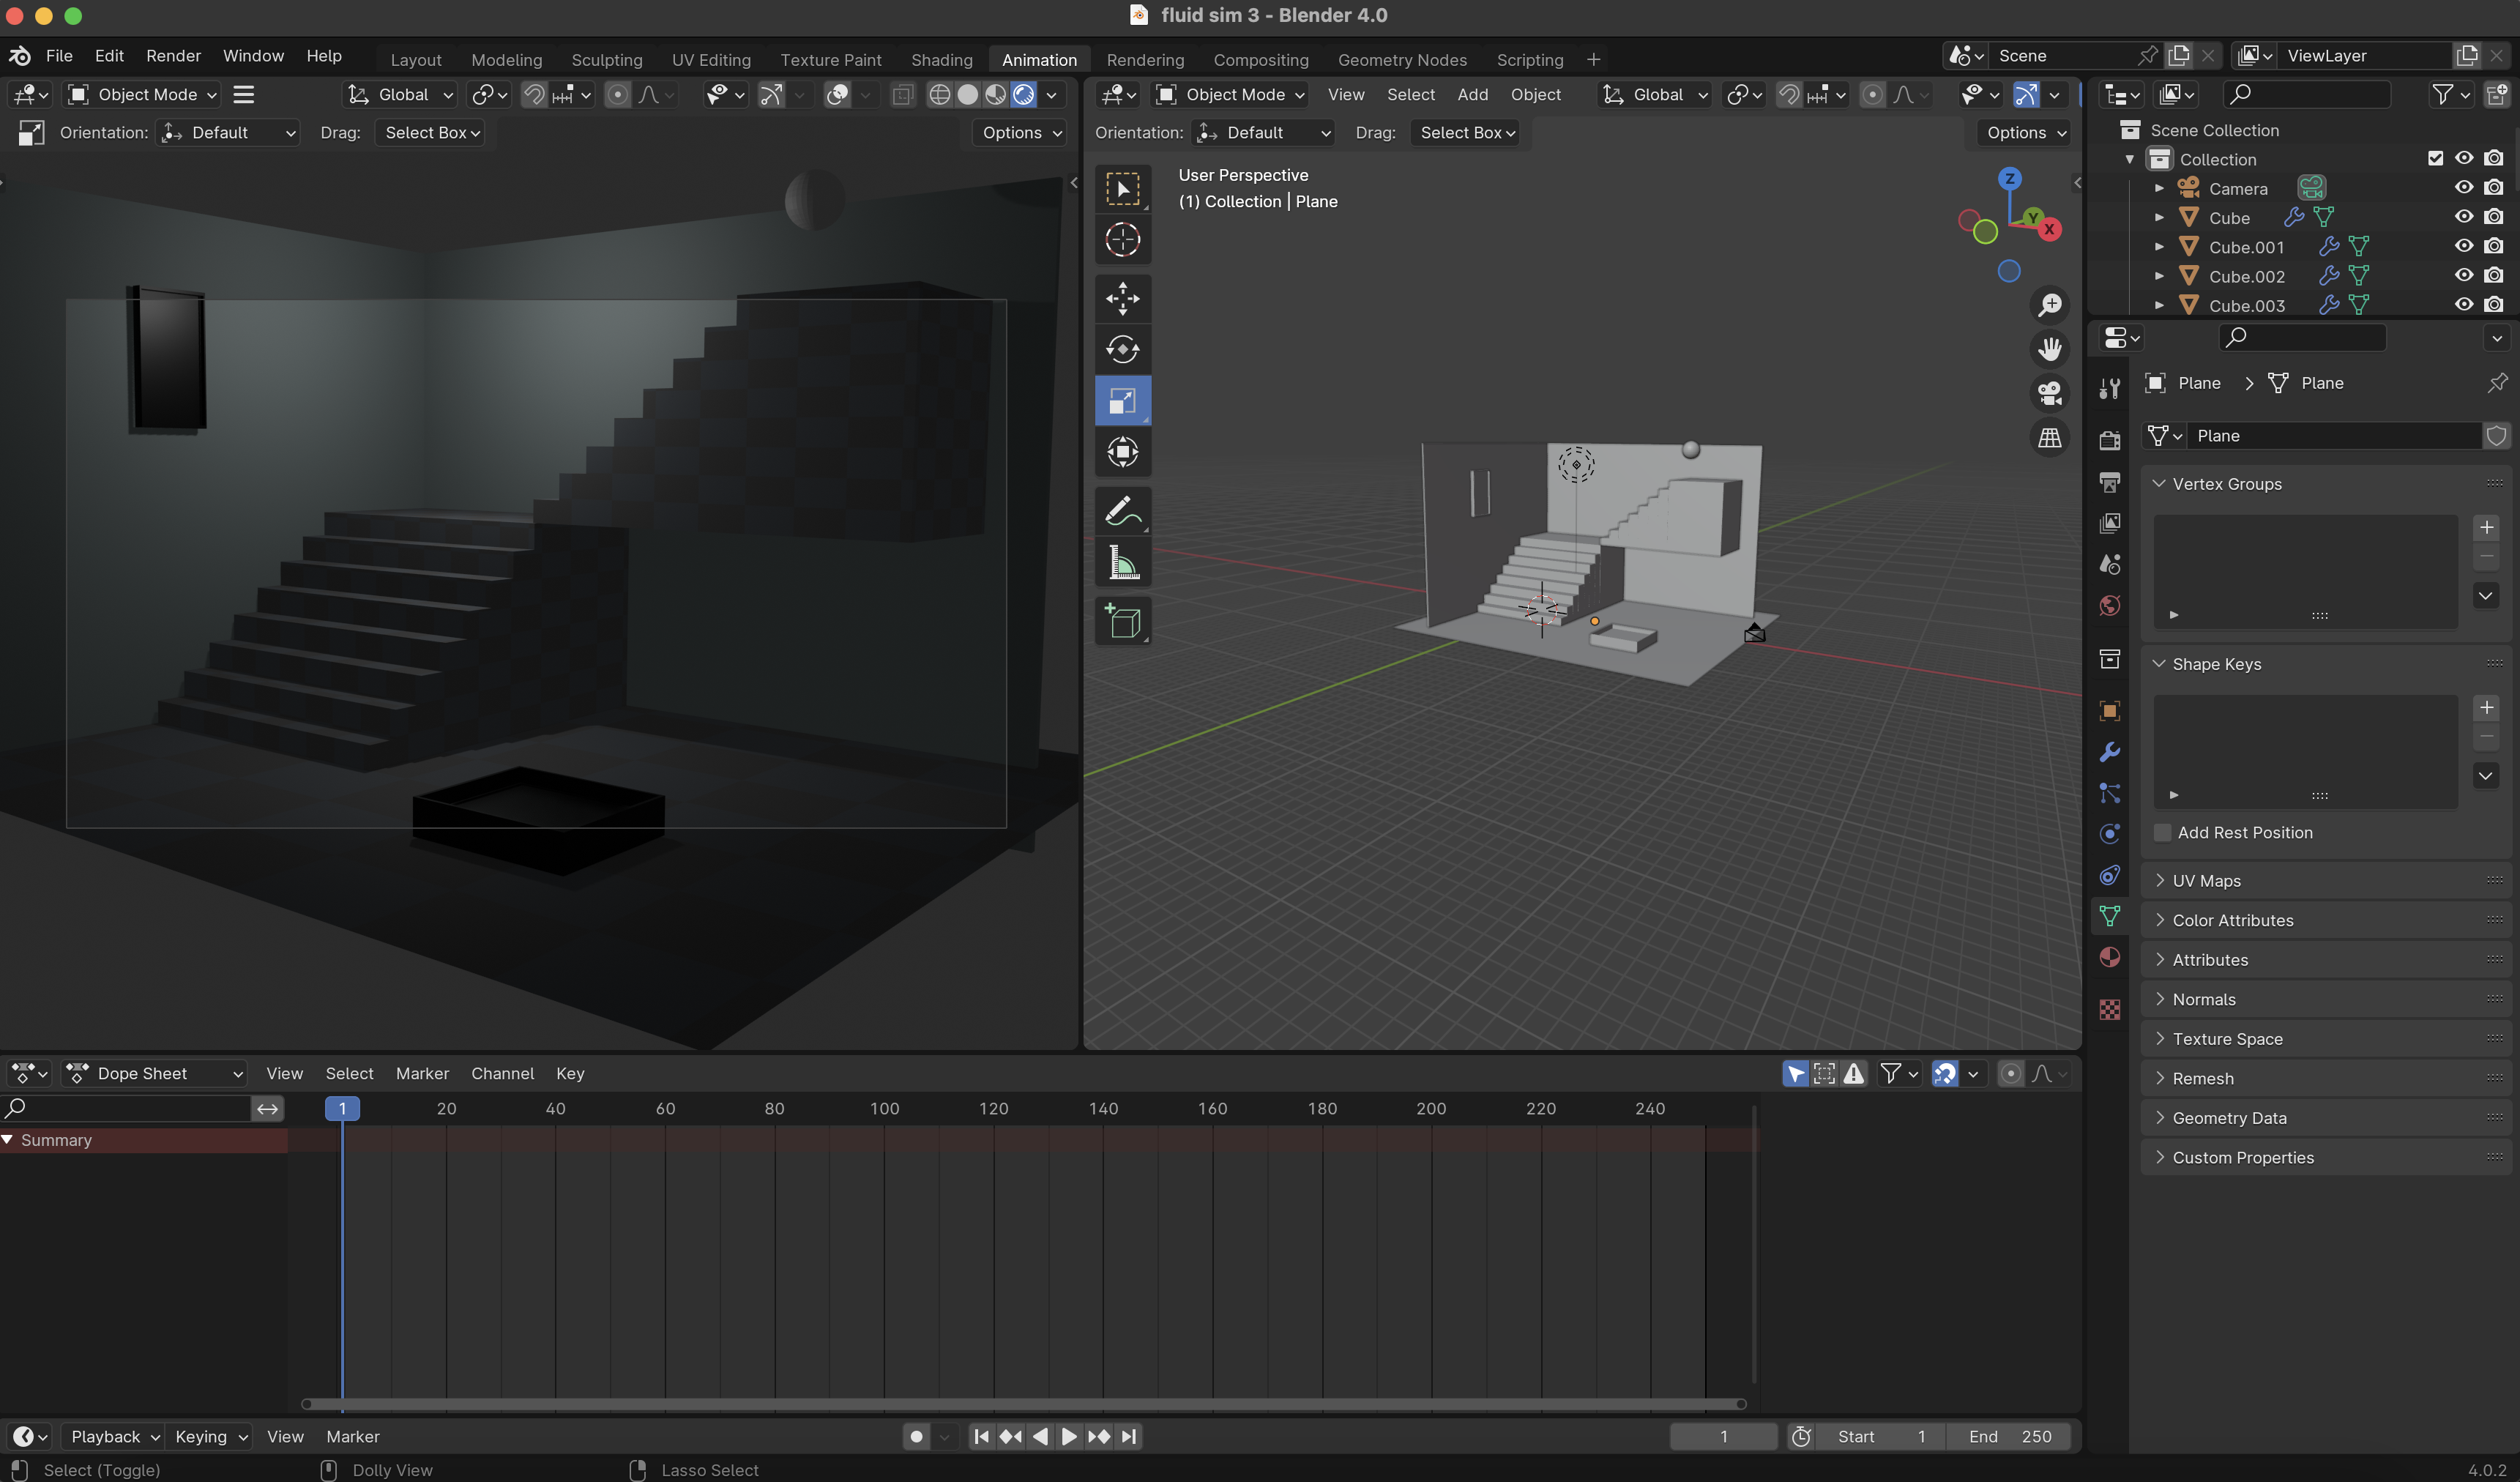 fluid sim 3 - Blender 4.0
File Edit Render Window Help Layout Modeling Sculpting UV Editing Texture Paint Shading Animation Rendering Compositing Geometry Nodes Scripting + Scene ViewLayer
Object Mode Global
Orientation: Default Drag: Select Box Options
Object Mode View Select Add Object Global
Orientation: Default Drag: Select Box Options
User Perspective
(1) Collection | Plane
Z
Y
X
Scene Collection
Collection
Camera
Cube
Cube.001
Cube.002
Cube.003
Plane > Plane
Plane
Vertex Groups
Shape Keys
Add Rest Position
UV Maps
Color Attributes
Attributes
Normals
Texture Space
Remesh
Geometry Data
Custom Properties
Dope Sheet View Select Marker Channel Key
1 20 40 60 80 100 120 140 160 180 200 220 240
Summary
Playback Keying View Marker 1 Start 1 End 250
Select (Toggle) Dolly View Lasso Select 4.0.2